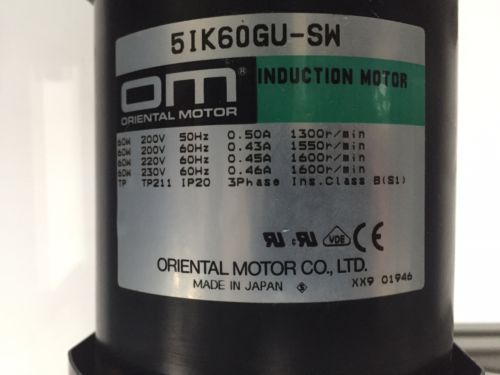 5IK60GU-SW
om® INDUCTION MOTOR
ORIENTAL MOTOR
60W 200V 50Hz 0.50A 1300r/min
60W 200V 60Hz 0.43A 1550r/min
60W 220V 60Hz 0.45A 1600r/min
60W 230V 60Hz 0.46A 1600r/min
TP TP211 IP20 3Phase Ins.Class B(S1)
c VDE CE
ORIENTAL MOTOR CO., LTD.
MADE IN JAPAN S XX9 01946